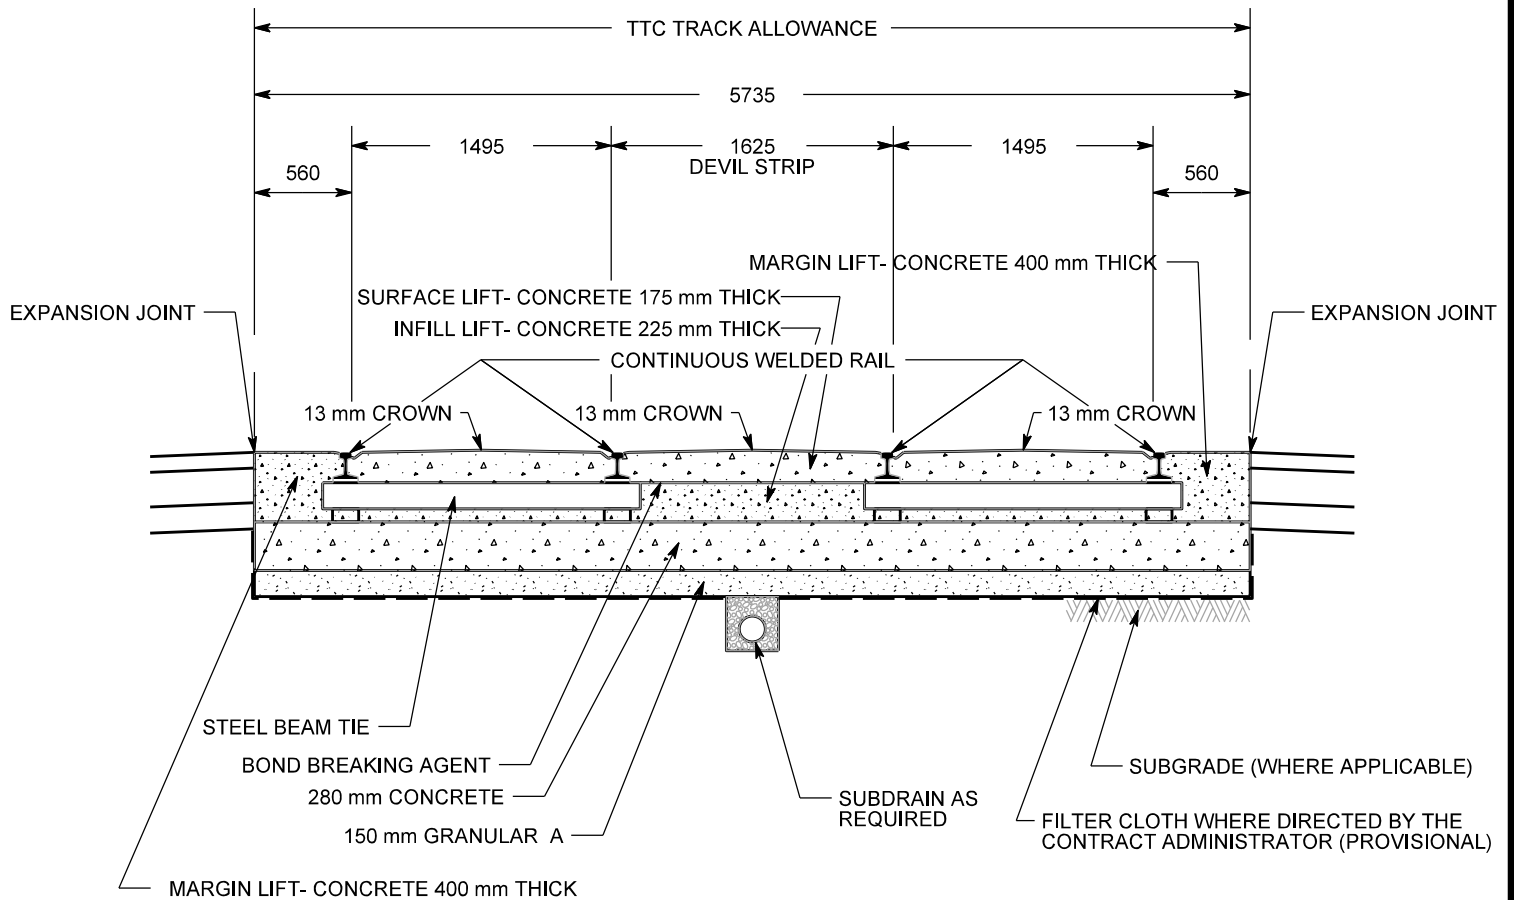 TTC TRACK ALLOWANCE
5735
1495
1625
1495
DEVIL STRIP
560
560
MARGIN LIFT- CONCRETE 400 mm THICK
SURFACE LIFT- CONCRETE 175 mm THICK
EXPANSION JOINT
EXPANSION JOINT
INFILL LIFT- CONCRETE 225 mm THICK
CONTINUOUS WELDED RAIL
13 mm CROWN
13 mm CROWN
13 mm CROWN
STEEL BEAM TIE
BOND BREAKING AGENT
SUBGRADE (WHERE APPLICABLE)
280 mm CONCRETE
SUBDRAIN AS
REQUIRED
FILTER CLOTH WHERE DIRECTED BY THE
CONTRACT ADMINISTRATOR (PROVISIONAL)
150 mm GRANULAR A
MARGIN LIFT- CONCRETE 400 mm THICK